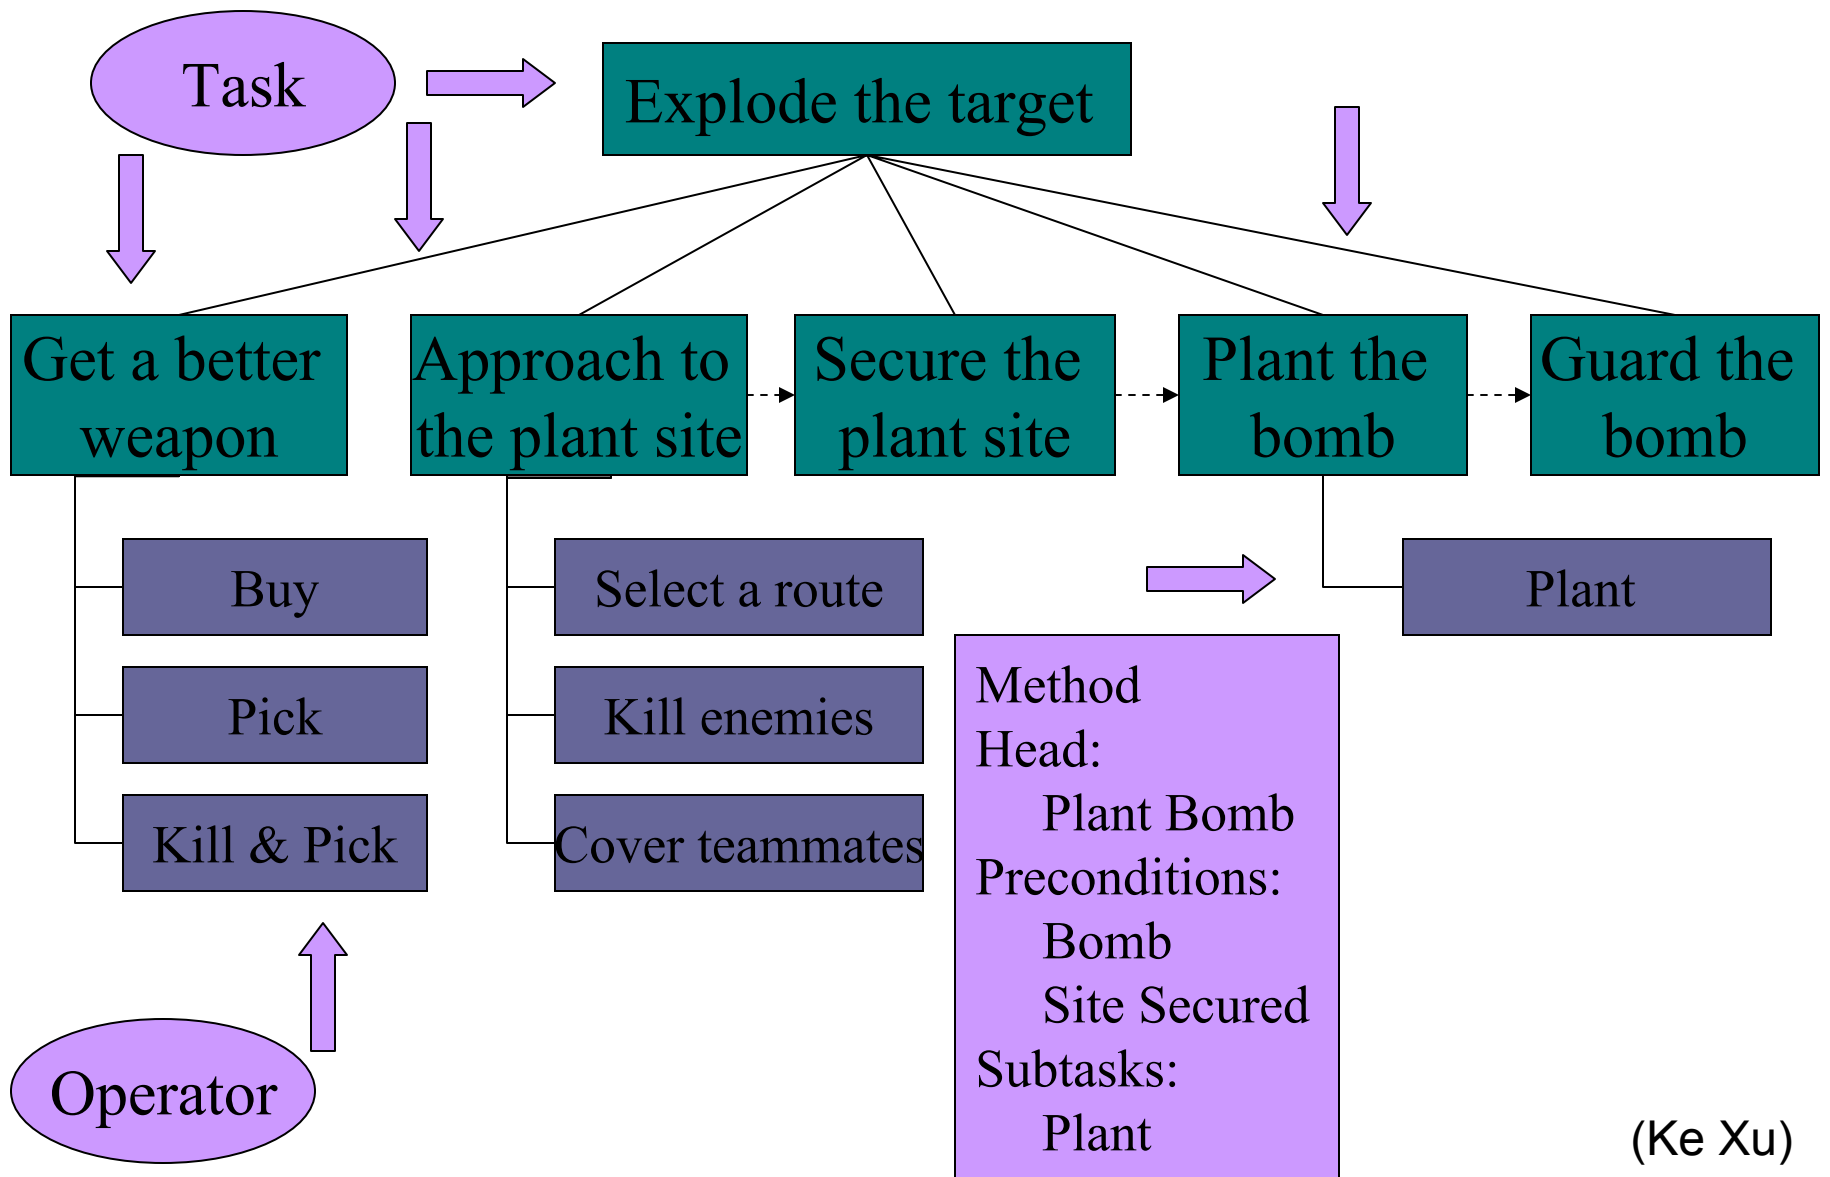 Task
Explode the target
Get a better
weapon
Approach to
the plant site
Secure the
plant site
Plant the
bomb
Guard the
bomb
Buy
Pick
Kill & Pick
Select a route
Kill enemies
Cover teammates
Plant
Method
Head:
Plant Bomb
Preconditions:
Bomb
Site Secured
Subtasks:
Plant
Operator
(Ke Xu)